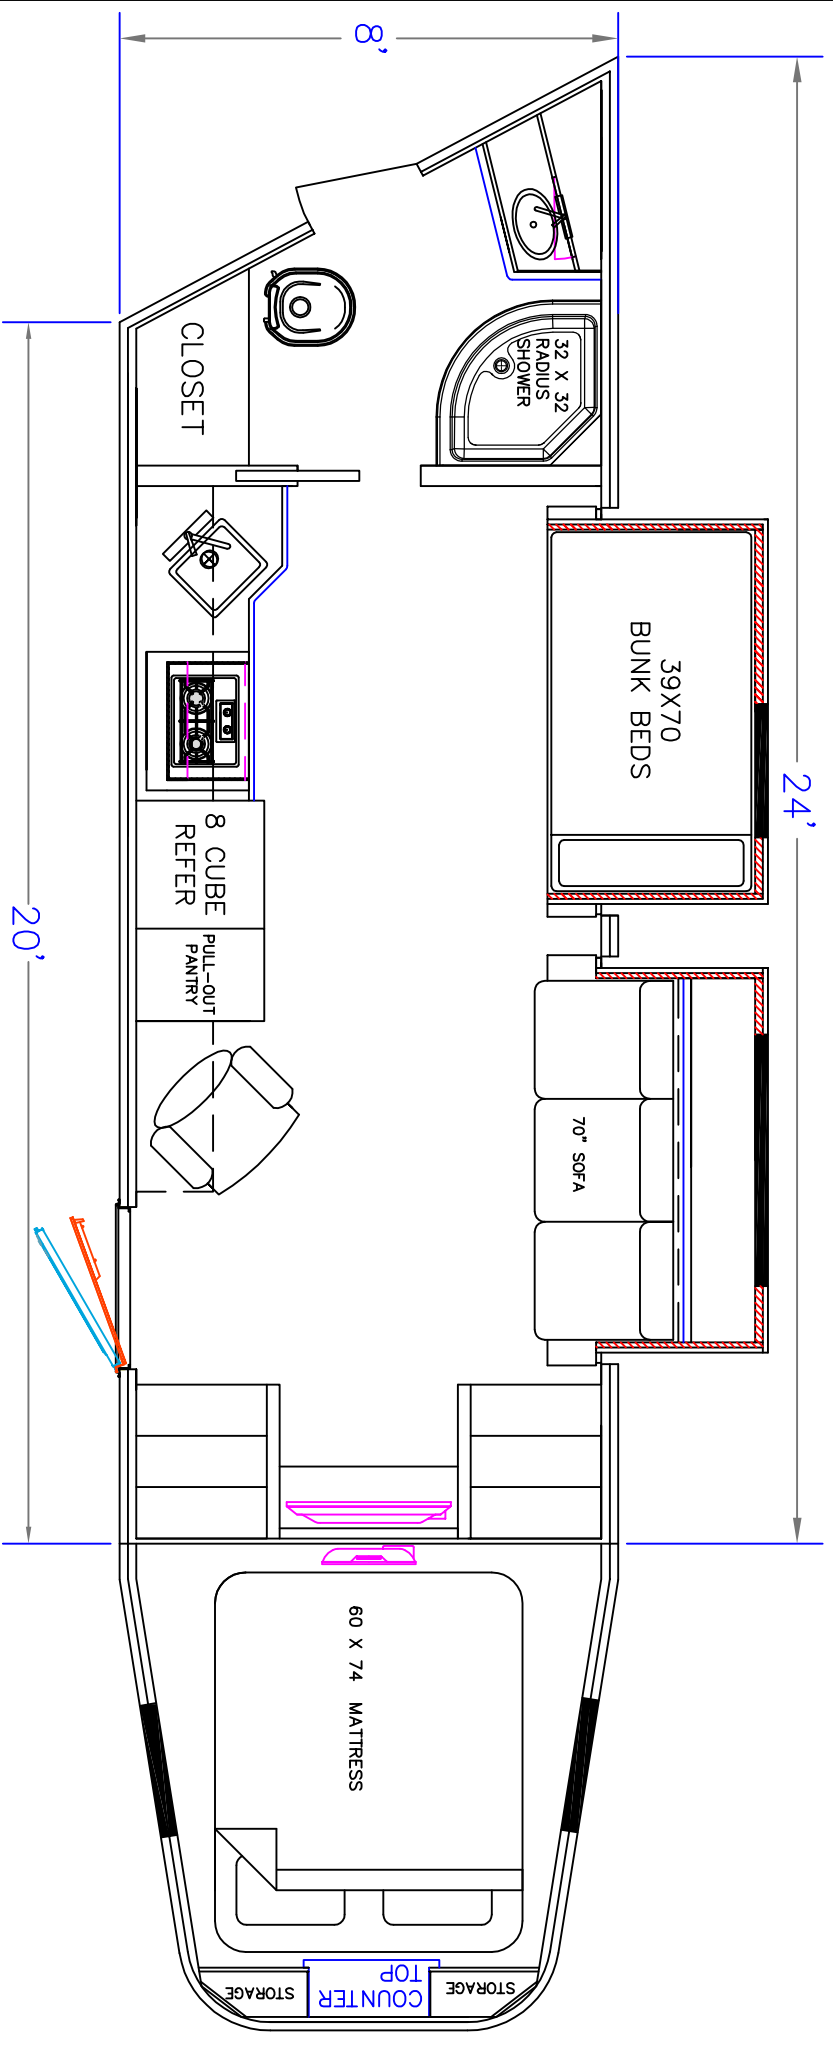 8'
CLOSET
32 X 32
RADIUS
SHOWER
39X70
BUNK BEDS
24'
8 CUBE
REFER
PULL-OUT
PANTRY
20'
70" SOFA
60 X 74 MATTRESS
STORAGE
COUNTER
TOP
STORAGE